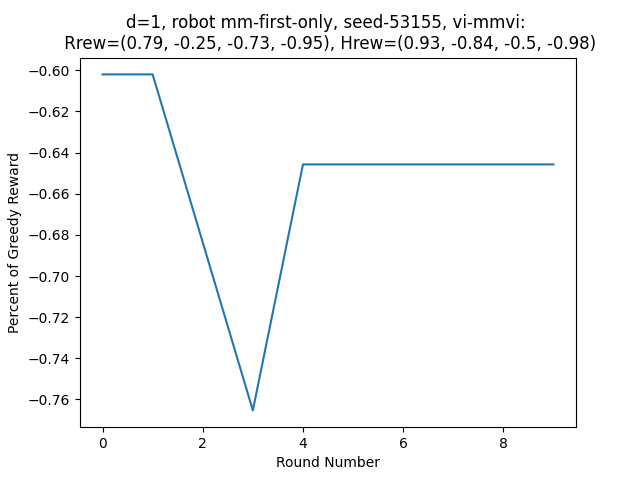 d=1, robot mm-first-only, seed-53155, vi-mmvi:
Rrew=(0.79, -0.25, -0.73, -0.95), Hrew=(0.93, -0.84, -0.5, -0.98)
−0.60
−0.62
−0.64
−0.66
−0.68
−0.70
−0.72
−0.74
−0.76
Percent of Greedy Reward
0 2 4 6 8
Round Number